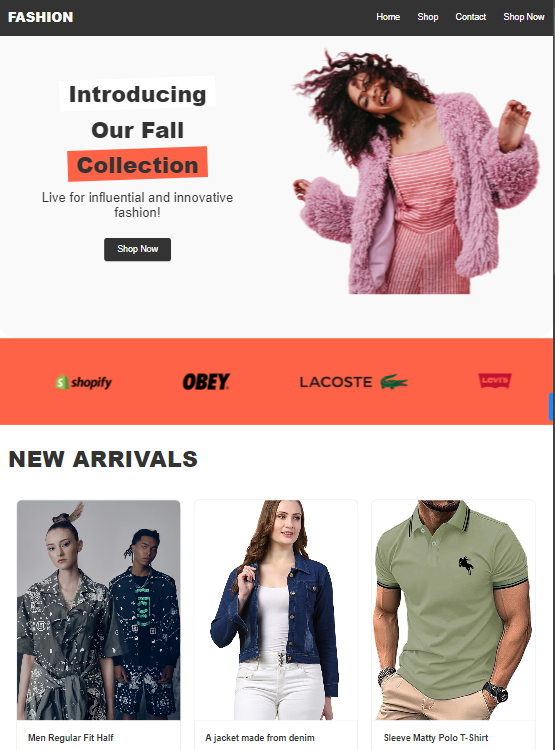 FASHION
Home Shop Contact Shop Now
Introducing
Our Fall
Collection
Live for influential and innovative
fashion!
Shop Now
shopify OBEY LACOSTE Levi's
NEW ARRIVALS
Men Regular Fit Half
A jacket made from denim
Sleeve Matty Polo T-Shirt